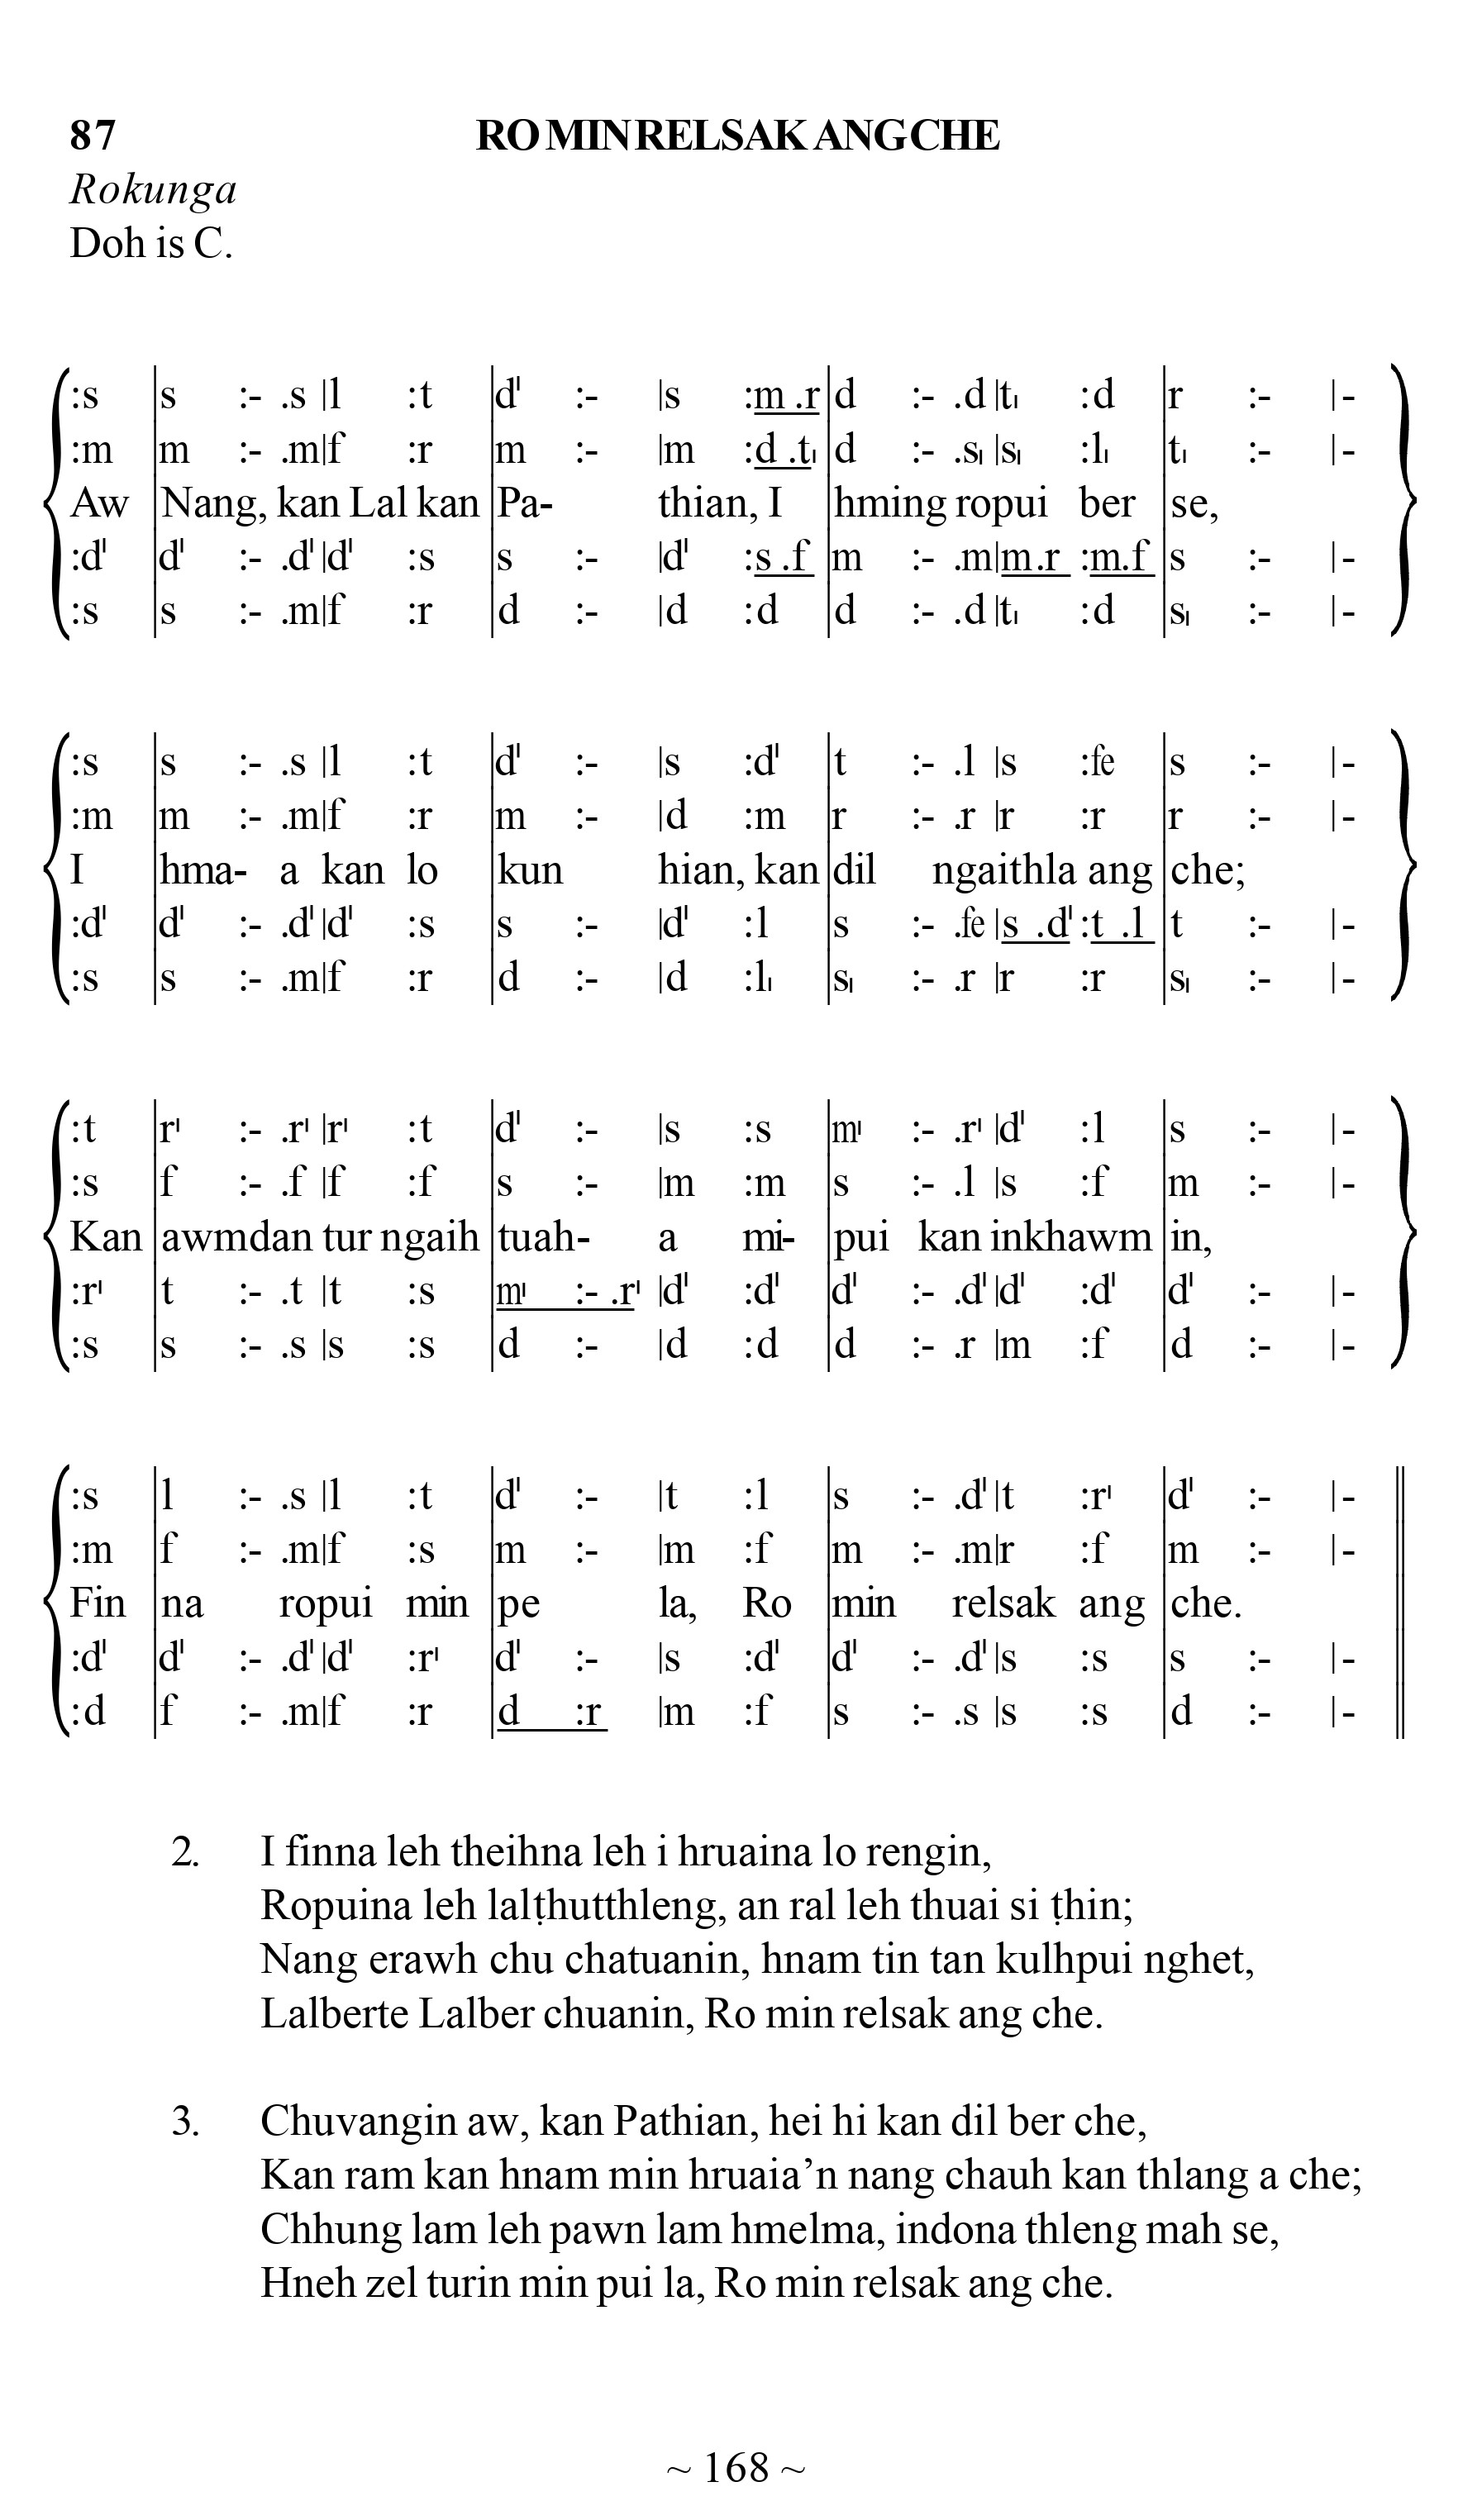 87 RO MIN RELSAK ANG CHE
Rokunga
Doh is C.
:s |s :- .s |l :t |d' :- |s :m .r |d :- .d |t, :d |r :- |-
:m |m :- .m |f :r |m :- |m :d .t, |d :- .s, |s, :l, |t, :- |-
Aw |Nang, kan Lal kan |Pa- thian, I |hming ropui ber |se,
:d' |d' :- .d' |d' :s |s :- |d' :s .f |m :- .m |m.r :m.f |s :- |-
:s |s :- .m |f :r |d :- |d :d |d :- .d |t, :d |s, :- |-
:s |s :- .s |l :t |d' :- |s :d' |t :- .l |s :fe |s :- |-
:m |m :- .m |f :r |m :- |d :m |r :- .r |r :r |r :- |-
I |hma- a kan lo |kun hian, kan |dil ngaithla ang |che;
:d' |d' :- .d' |d' :s |s :- |d' :l |s :- .fe |s .d' :t .l |t :- |-
:s |s :- .m |f :r |d :- |d :l, |s, :- .r |r :r |s, :- |-
:t |r' :- .r' |r' :t |d' :- |s :s |m' :- .r' |d' :l |s :- |-
:s |f :- .f |f :f |s :- |m :m |s :- .l |s :f |m :- |-
Kan |awmdan tur ngaih |tuah- a mi- |pui kan inkhawm |in,
:r' |t :- .t |t :s |m' :- .r' |d' :d' |d' :- .d' |d' :d' |d' :- |-
:s |s :- .s |s :s |d :- |d :d |d :- .r |m :f |d :- |-
:s |l :- .s |l :t |d' :- |t :l |s :- .d' |t :r' |d' :- |- ||
:m |f :- .m |f :s |m :- |m :f |m :- .m |r :f |m :- |- ||
Fin |na ropui min |pe la, Ro |min relsak ang |che.
:d' |d' :- .d' |d' :r' |d' :- |s :d' |d' :- .d' |s :s |s :- |- ||
:d |f :- .m |f :r |d :r |m :f |s :- .s |s :s |d :- |- ||
2. I finna leh theihna leh i hruaina lo rengin,
Ropuina leh lalṭhutthleng, an ral leh thuai si ṭhin;
Nang erawh chu chatuanin, hnam tin tan kulhpui nghet,
Lalberte Lalber chuanin, Ro min relsak ang che.
3. Chuvangin aw, kan Pathian, hei hi kan dil ber che,
Kan ram kan hnam min hruaia’n nang chauh kan thlang a che;
Chhung lam leh pawn lam hmelma, indona thleng mah se,
Hneh zel turin min pui la, Ro min relsak ang che.
~ 168 ~